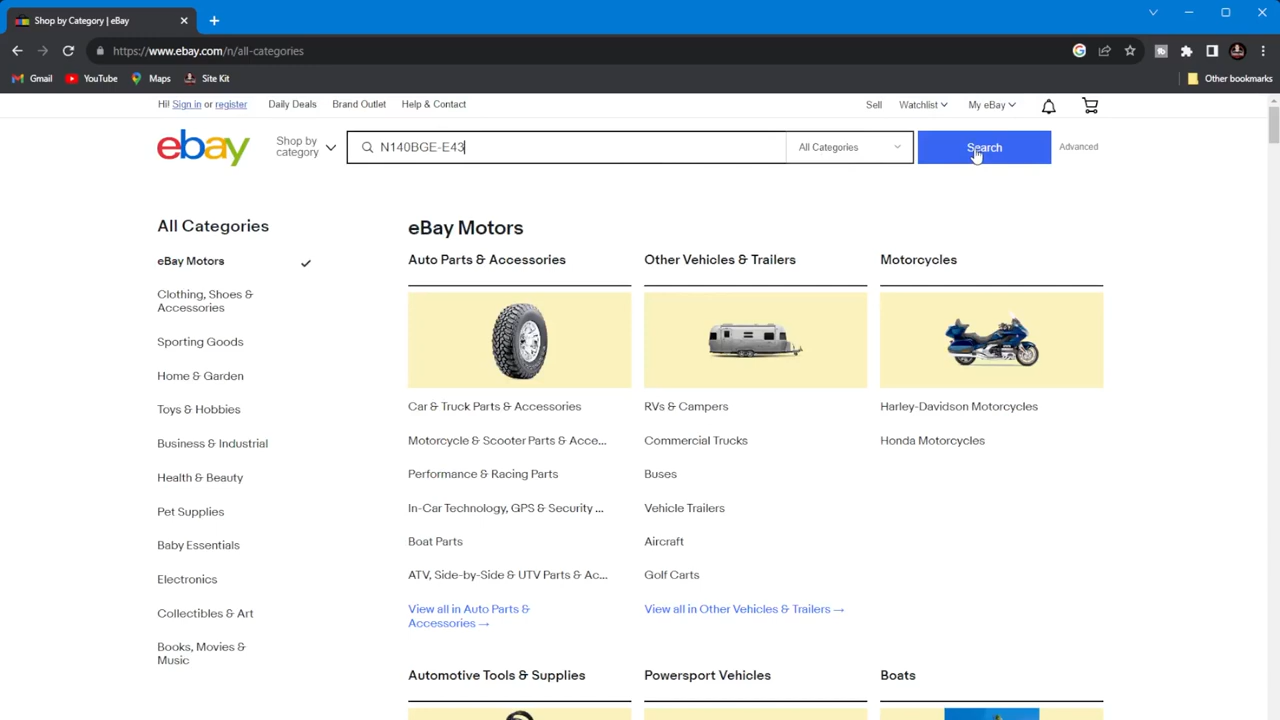 Shop by Category | eBay
https://www.ebay.com/n/all-categories
Gmail YouTube Maps Site Kit Other bookmarks
Hi! Sign in or register Daily Deals Brand Outlet Help & Contact Sell Watchlist My eBay
ebay Shop by category N140BGE-E43 All Categories Search Advanced
All Categories
eBay Motors
Clothing, Shoes &
Accessories
Sporting Goods
Home & Garden
Toys & Hobbies
Business & Industrial
Health & Beauty
Pet Supplies
Baby Essentials
Electronics
Collectibles & Art
Books, Movies &
Music
eBay Motors
Auto Parts & Accessories
Car & Truck Parts & Accessories
Motorcycle & Scooter Parts & Acce...
Performance & Racing Parts
In-Car Technology, GPS & Security ...
Boat Parts
ATV, Side-by-Side & UTV Parts & Ac...
View all in Auto Parts &
Accessories →
Other Vehicles & Trailers
RVs & Campers
Commercial Trucks
Buses
Vehicle Trailers
Aircraft
Golf Carts
View all in Other Vehicles & Trailers →
Motorcycles
Harley-Davidson Motorcycles
Honda Motorcycles
Automotive Tools & Supplies
Powersport Vehicles
Boats